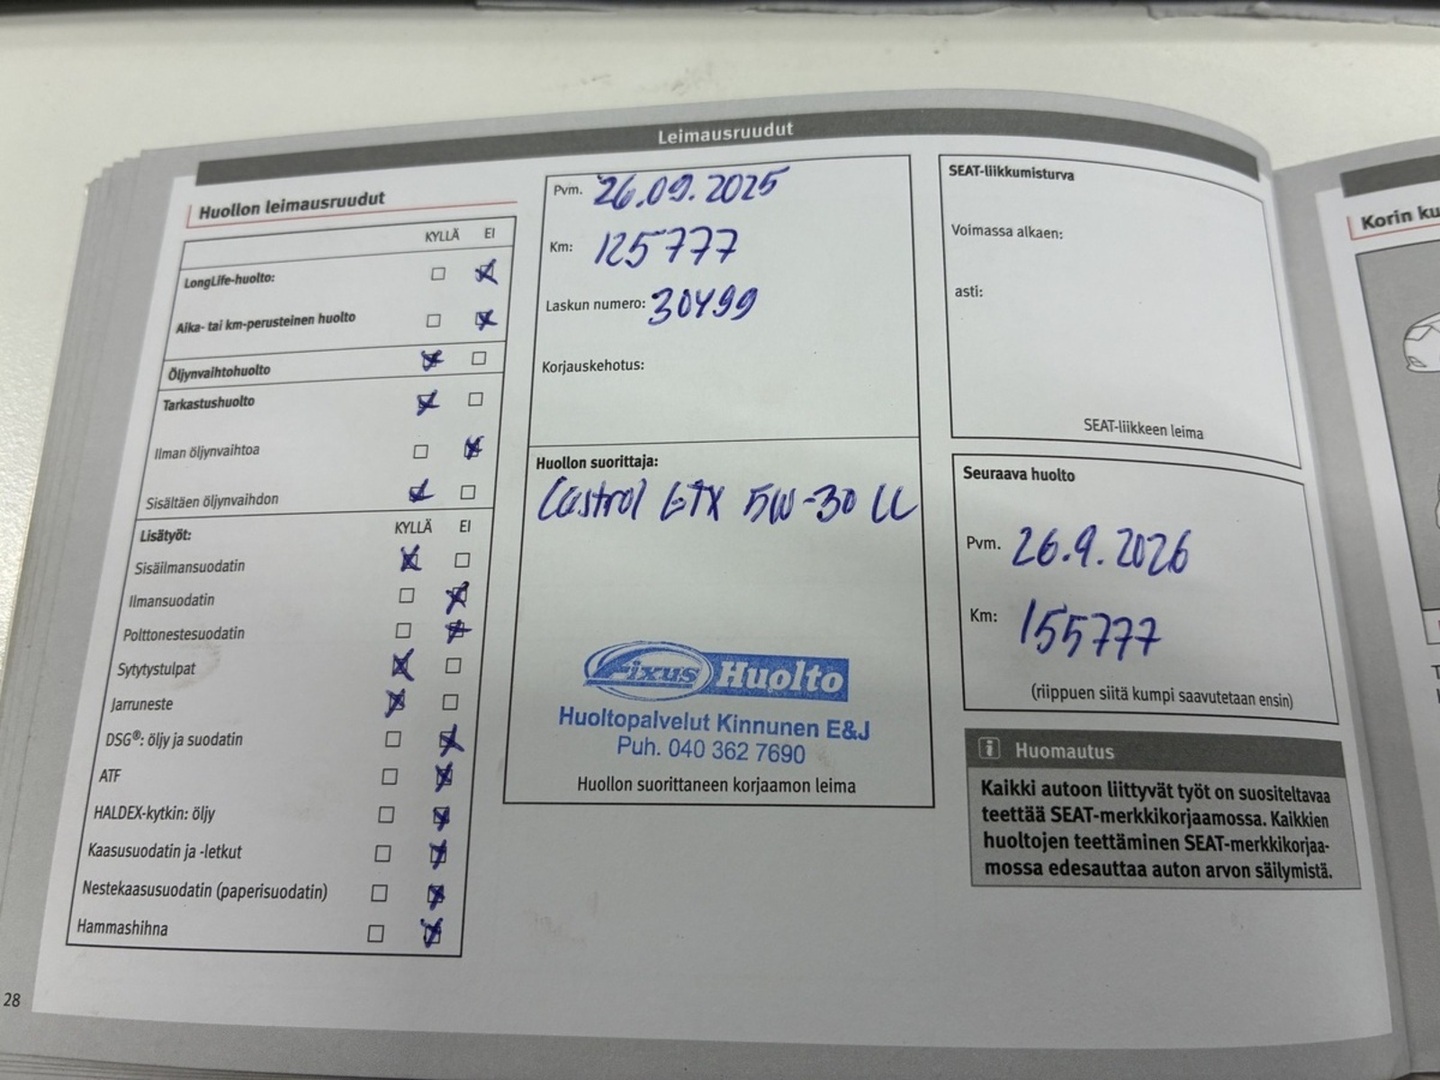 Leimausruudut
Huollon leimausruudut
KYLLÄ EI
LongLife-huolto:
Aika- tai km-perusteinen huolto
Öljynvaihtohuolto
Tarkastushuolto
Ilman öljynvaihtoa
Sisältäen öljynvaihdon
Lisätyöt: KYLLÄ EI
Sisäilmansuodatin
Ilmansuodatin
Polttonestesuodatin
Sytytystulpat
Jarruneste
DSG®: öljy ja suodatin
ATF
HALDEX-kytkin: öljy
Kaasusuodatin ja -letkut
Nestekaasusuodatin (paperisuodatin)
Hammashihna
28
Pvm. 26.09.2025
Km: 125777
Laskun numero: 30499
Korjauskehotus:
Huollon suorittaja:
Castrol GTX 5W-30 LL
Fixus Huolto
Huoltopalvelut Kinnunen E&J
Puh. 040 362 7690
Huollon suorittaneen korjaamon leima
SEAT-liikkumisturva
Voimassa alkaen:
asti:
SEAT-liikkeen leima
Seuraava huolto
Pvm. 26.9.2026
Km: 155777
(riippuen siitä kumpi saavutetaan ensin)
i Huomautus
Kaikki autoon liittyvät työt on suositeltavaa
teettää SEAT-merkkikorjaamossa. Kaikkien
huoltojen teettäminen SEAT-merkkikorjaa-
mossa edesauttaa auton arvon säilymistä.
Korin ku